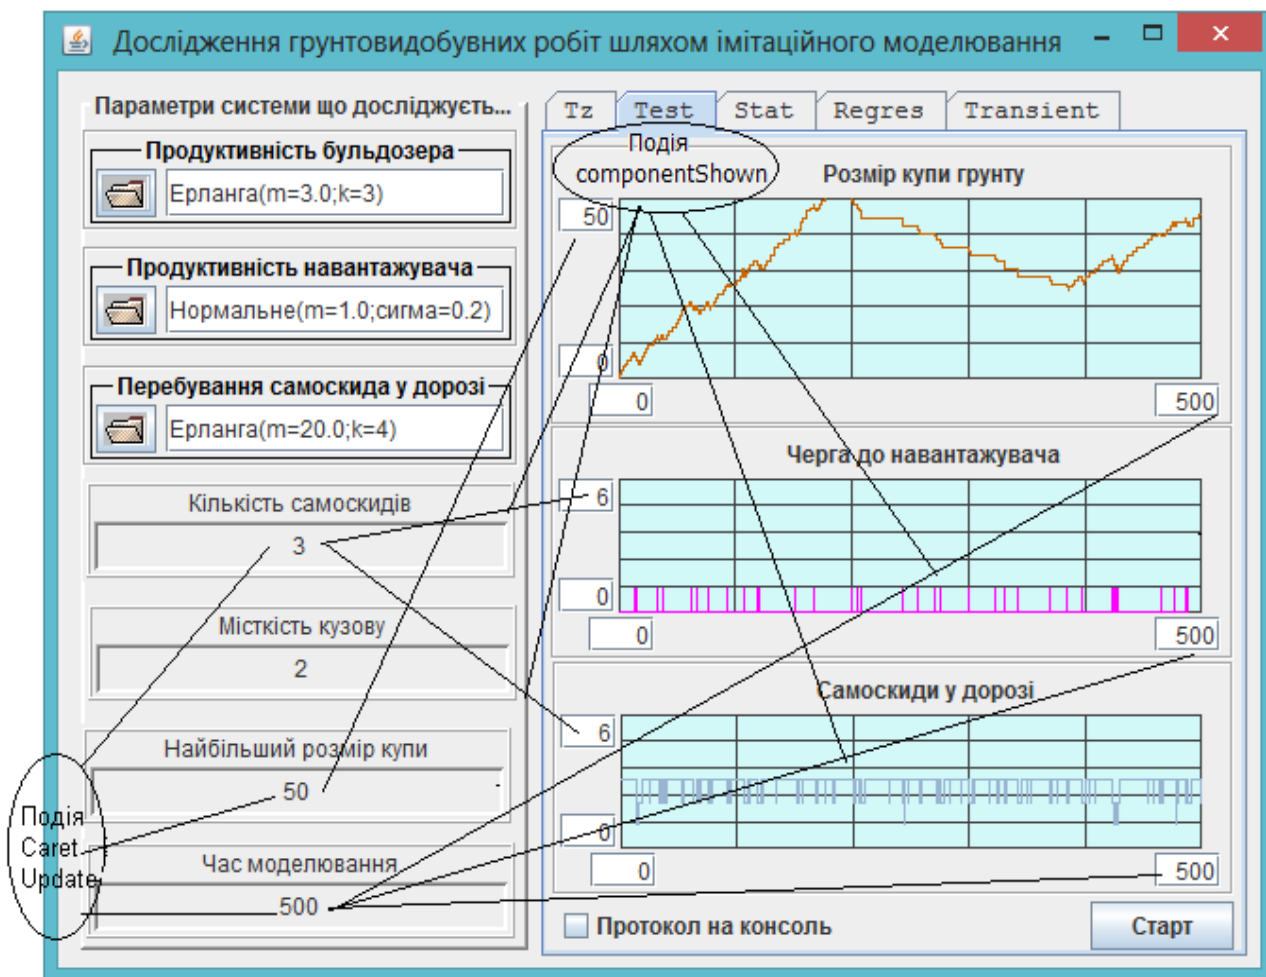 Дослідження грунтовидобувних робіт шляхом імітаційного моделювання
Параметри системи що досліджуєть...
Продуктивність бульдозера
Ерланга(m=3.0;k=3)
Продуктивність навантажувача
Нормальне(m=1.0;сигма=0.2)
Перебування самоскида у дорозі
Ерланга(m=20.0;k=4)
Кількість самоскидів
3
Місткість кузову
2
Найбільший розмір купи
50
Час моделювання
500
Подія
Caret
Update
Tz Test Stat Regres Transient
Подія
componentShown
Розмір купи грунту
50
0
0 500
Черга до навантажувача
6
0
0 500
Самоскиди у дорозі
6
0
0 500
Протокол на консоль
Старт